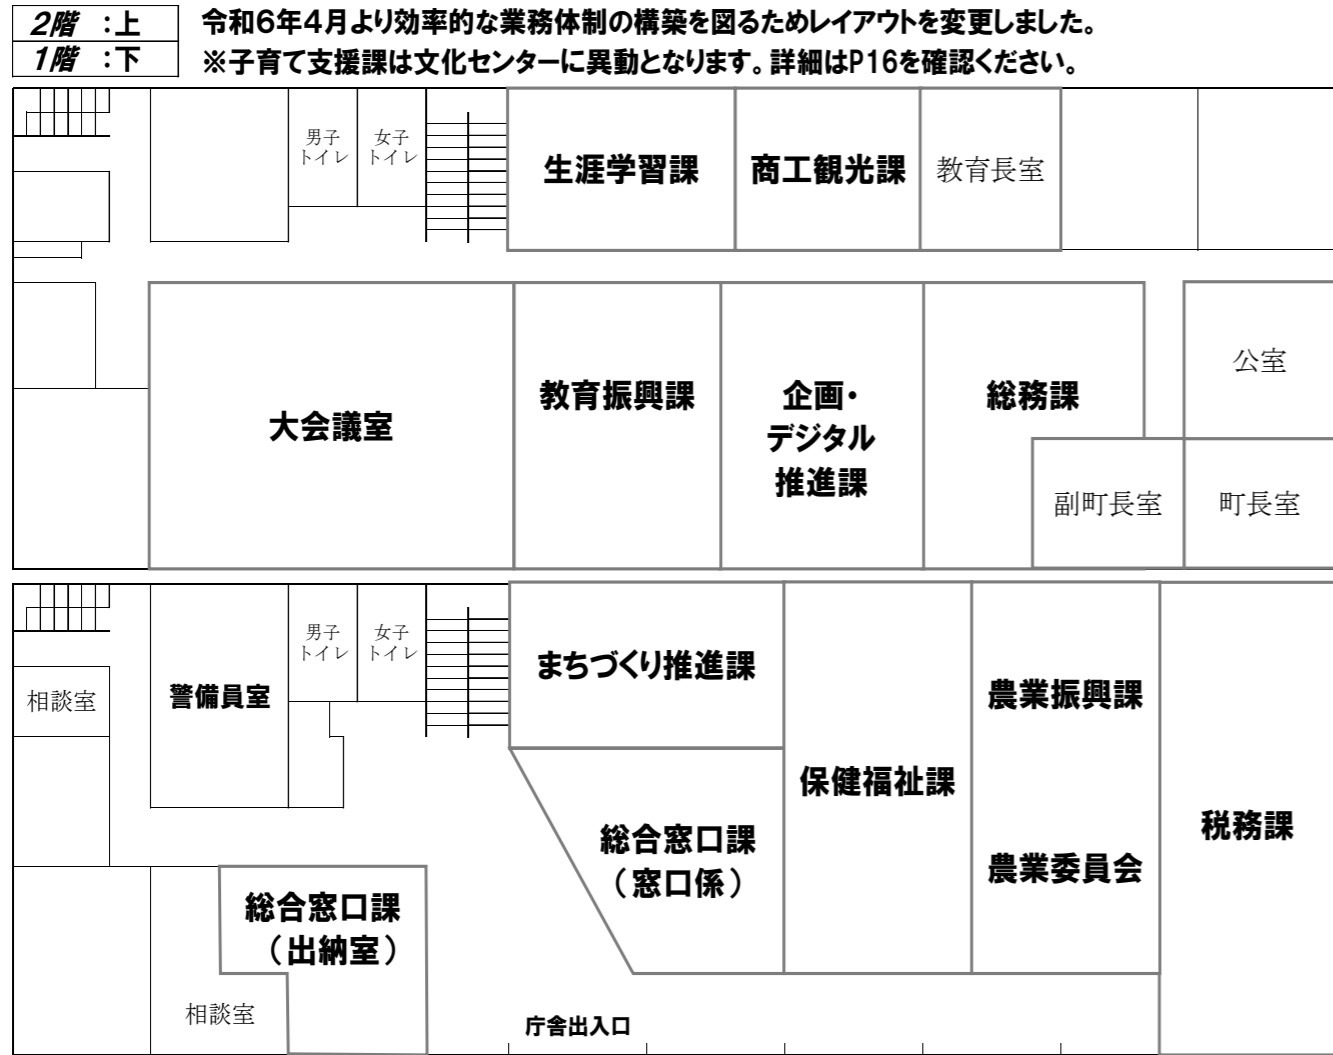 2階 :上
1階 :下
令和6年4月より効率的な業務体制の構築を図るためレイアウトを変更しました。
※子育て支援課は文化センターに異動となります。詳細はP16を確認ください。
男子
トイレ
女子
トイレ
生涯学習課
商工観光課
教育長室
大会議室
教育振興課
企画・
デジタル
推進課
総務課
公室
副町長室
町長室
相談室
警備員室
男子
トイレ
女子
トイレ
まちづくり推進課
総合窓口課
(窓口係)
保健福祉課
農業振興課
農業委員会
税務課
総合窓口課
(出納室)
相談室
庁舎出入口